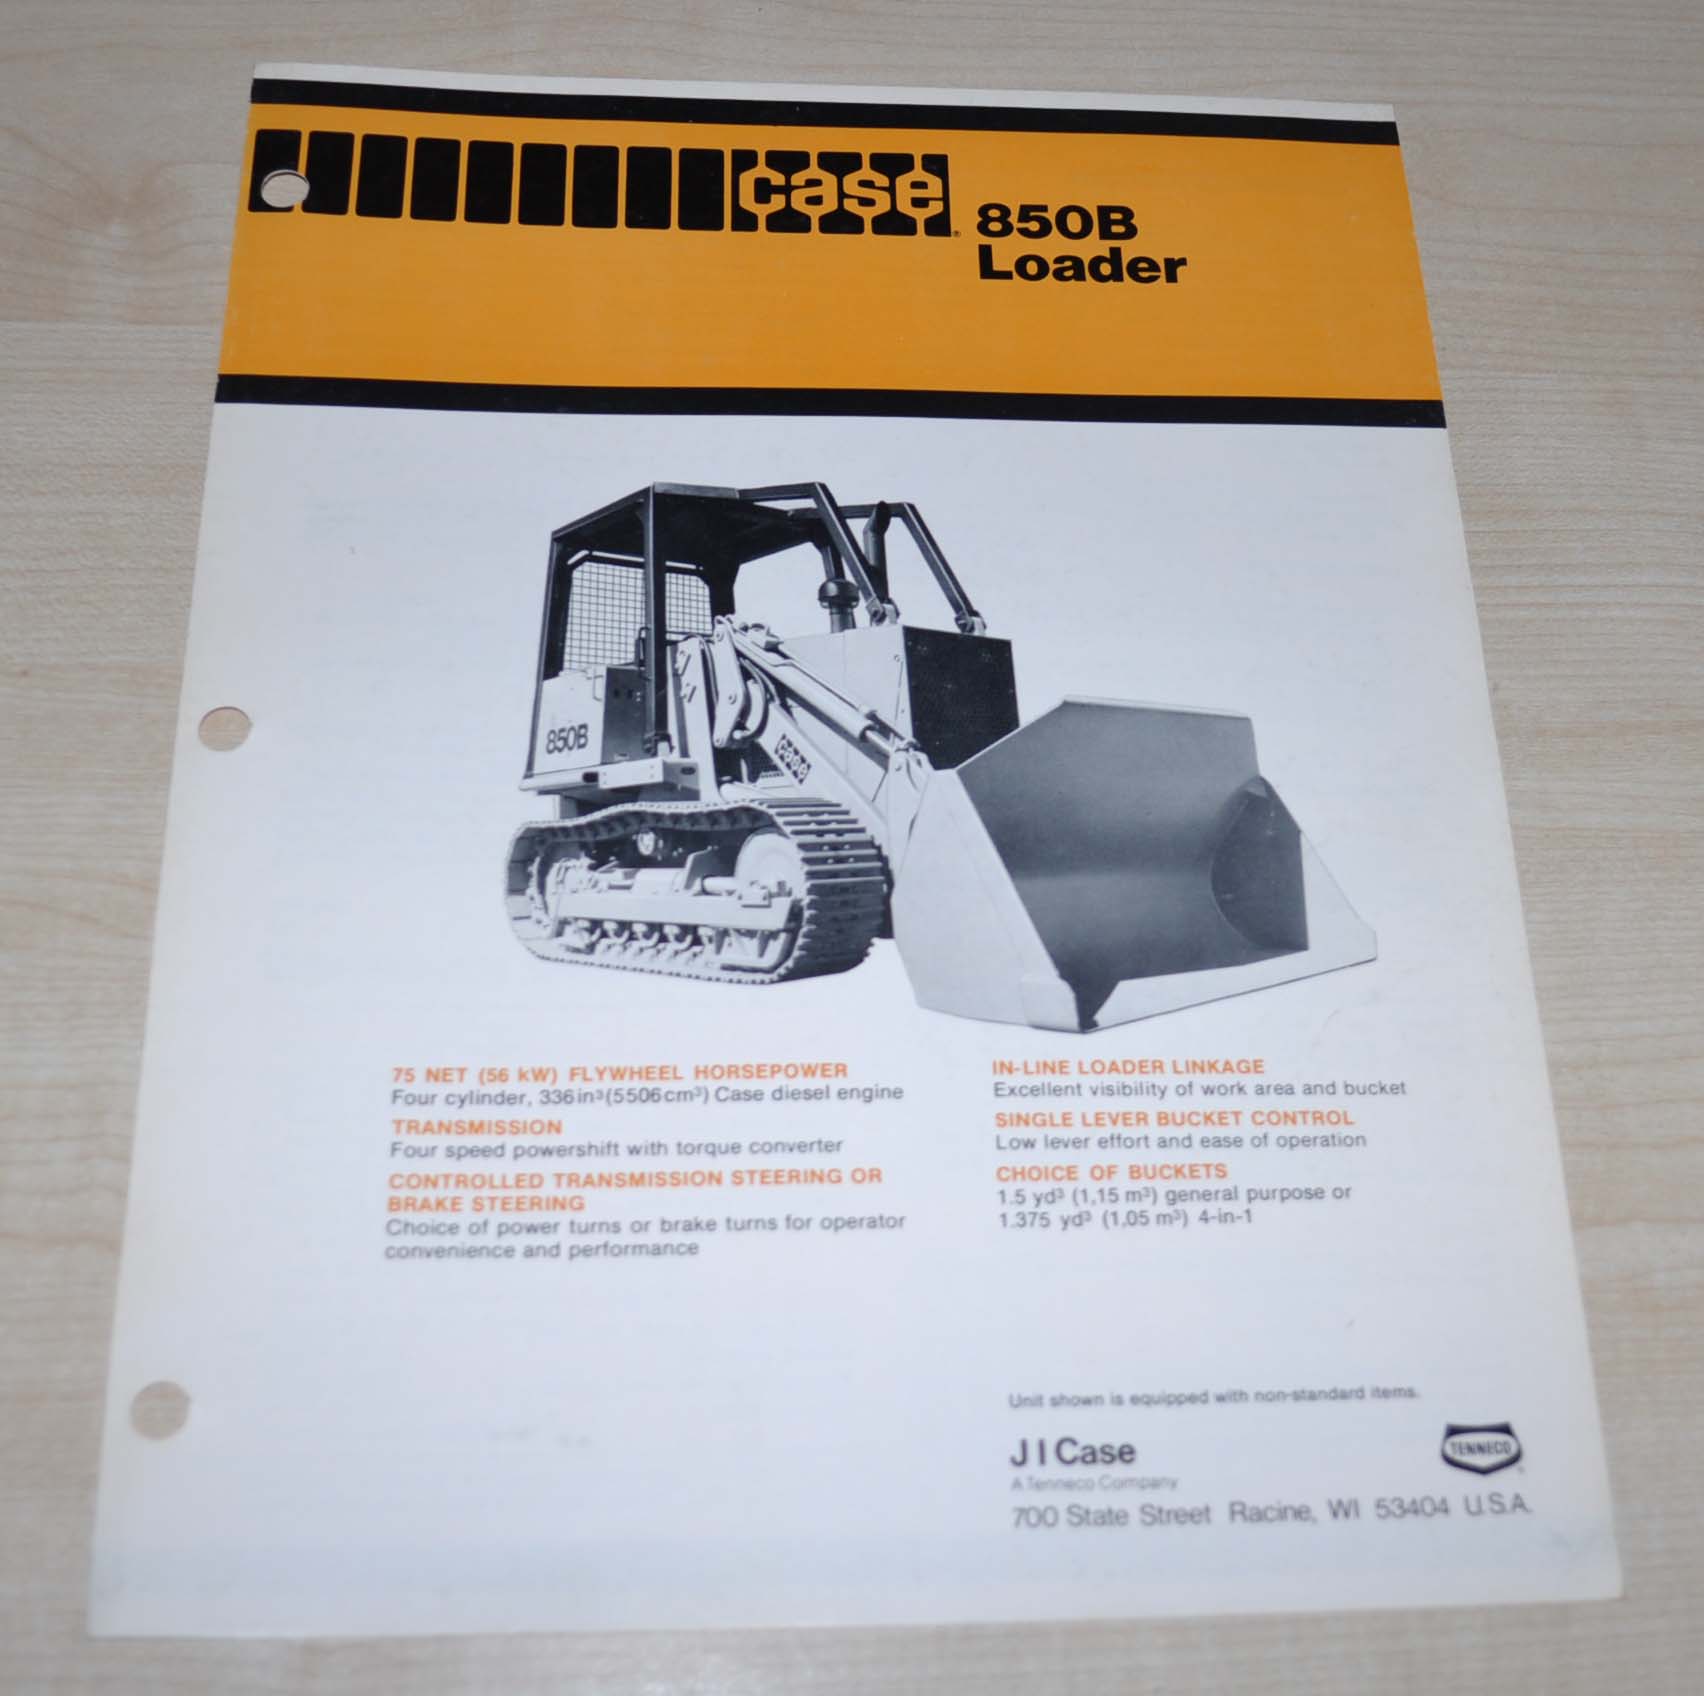 case
850B
Loader
850B
case
75 NET (56 kW) FLYWHEEL HORSEPOWER
Four cylinder, 336 in³ (5506 cm³) Case diesel engine
TRANSMISSION
Four speed powershift with torque converter
CONTROLLED TRANSMISSION STEERING OR
BRAKE STEERING
Choice of power turns or brake turns for operator
convenience and performance
IN-LINE LOADER LINKAGE
Excellent visibility of work area and bucket
SINGLE LEVER BUCKET CONTROL
Low lever effort and ease of operation
CHOICE OF BUCKETS
1.5 yd³ (1,15 m³) general purpose or
1.375 yd³ (1,05 m³) 4-in-1
Unit shown is equipped with non-standard items.
J I Case
A Tenneco Company
700 State Street Racine, WI 53404 U.S.A.
TENNECO